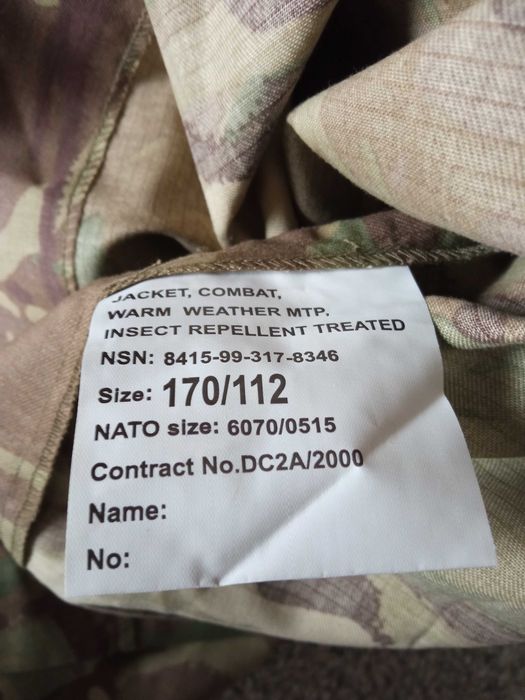 JACKET, COMBAT,
WARM WEATHER MTP.
INSECT REPELLENT TREATED
NSN: 8415-99-317-8346
Size: 170/112
NATO size: 6070/0515
Contract No.DC2A/2000
Name:
No: